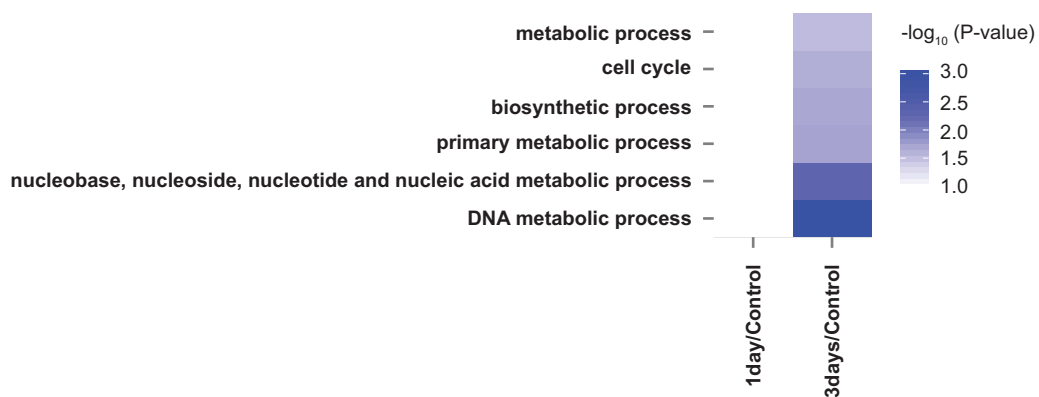 metabolic process
cell cycle
biosynthetic process
primary metabolic process
nucleobase, nucleoside, nucleotide and nucleic acid metabolic process
DNA metabolic process
1day/Control
3days/Control
-log₁₀ (P-value)
3.0
2.5
2.0
1.5
1.0